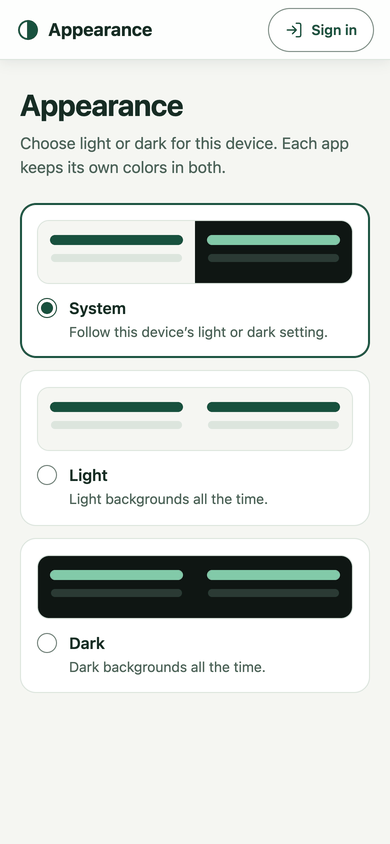 Appearance
Sign in
Appearance
Choose light or dark for this device. Each app
keeps its own colors in both.
System
Follow this device’s light or dark setting.
Light
Light backgrounds all the time.
Dark
Dark backgrounds all the time.